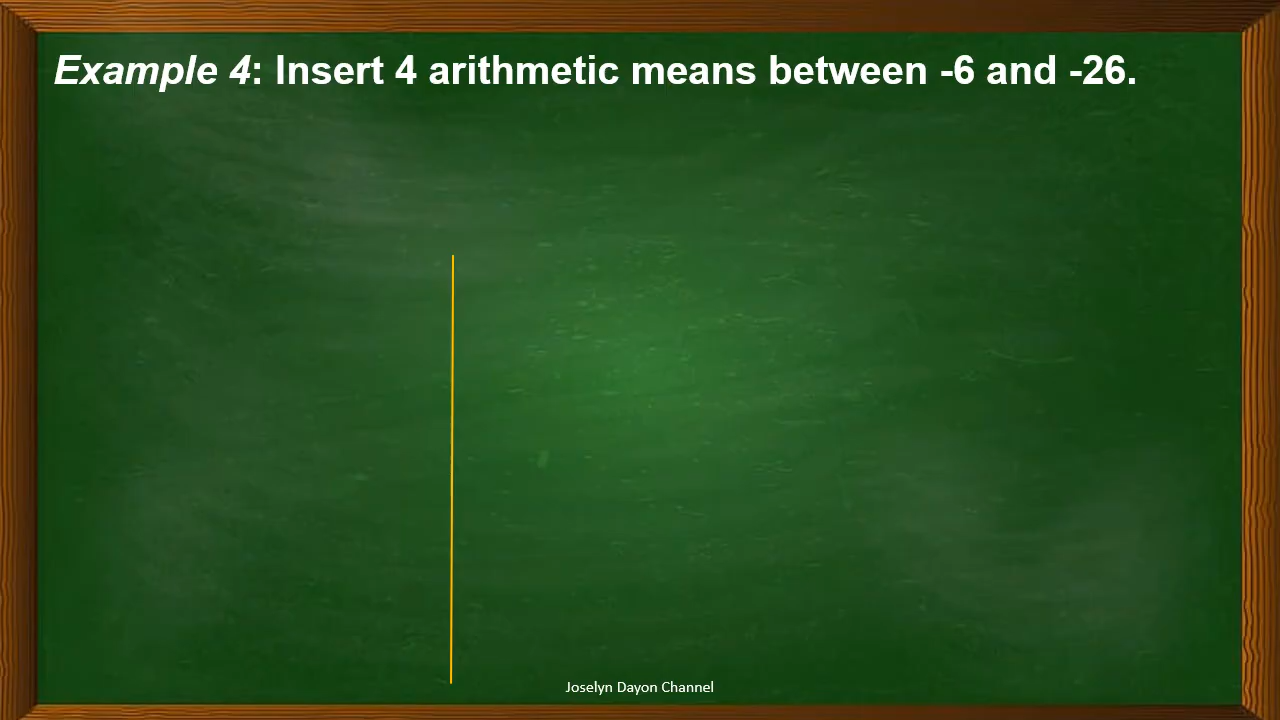 Example 4: Insert 4 arithmetic means between -6 and -26.
Joselyn Dayon Channel